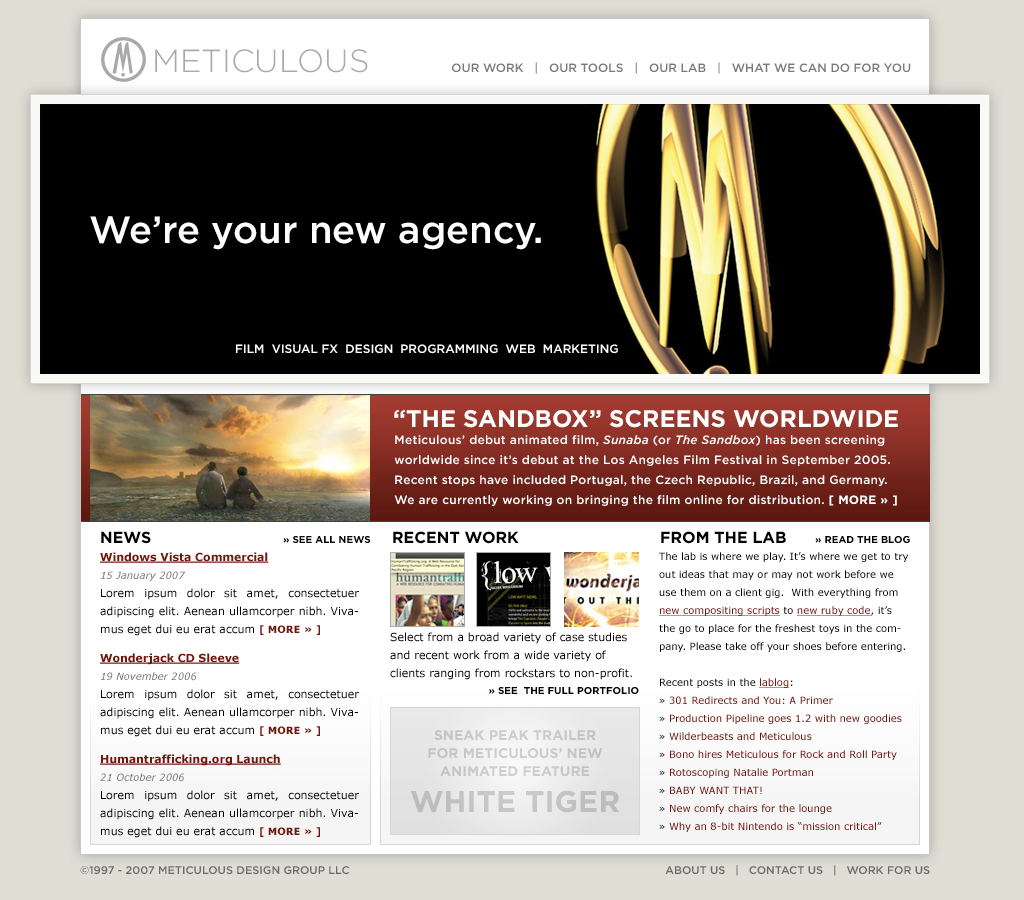 METICULOUS
OUR WORK | OUR TOOLS | OUR LAB | WHAT WE CAN DO FOR YOU
We're your new agency.
FILM VISUAL FX DESIGN PROGRAMMING WEB MARKETING
“THE SANDBOX” SCREENS WORLDWIDE
Meticulous’ debut animated film, Sunaba (or The Sandbox) has been screening
worldwide since it’s debut at the Los Angeles Film Festival in September 2005.
Recent stops have included Portugal, the Czech Republic, Brazil, and Germany.
We are currently working on bringing the film online for distribution. [ MORE » ]
NEWS
» SEE ALL NEWS
Windows Vista Commercial
15 January 2007
Lorem ipsum dolor sit amet, consectetuer
adipiscing elit. Aenean ullamcorper nibh. Viva-
mus eget dui eu erat accum [ MORE » ]
Wonderjack CD Sleeve
19 November 2006
Lorem ipsum dolor sit amet, consectetuer
adipiscing elit. Aenean ullamcorper nibh. Viva-
mus eget dui eu erat accum [ MORE » ]
Humantrafficking.org Launch
21 October 2006
Lorem ipsum dolor sit amet, consectetuer
adipiscing elit. Aenean ullamcorper nibh. Viva-
mus eget dui eu erat accum [ MORE » ]
RECENT WORK
humantraffi
{low
wonderja
OUT THE
Select from a broad variety of case studies
and recent work from a wide variety of
clients ranging from rockstars to non-profit.
» SEE THE FULL PORTFOLIO
SNEAK PEAK TRAILER
FOR METICULOUS’ NEW
ANIMATED FEATURE
WHITE TIGER
FROM THE LAB
» READ THE BLOG
The lab is where we play. It’s where we get to try
out ideas that may or may not work before we
use them on a client gig. With everything from
new compositing scripts to new ruby code, it’s
the go to place for the freshest toys in the com-
pany. Please take off your shoes before entering.
Recent posts in the lablog:
» 301 Redirects and You: A Primer
» Production Pipeline goes 1.2 with new goodies
» Wilderbeasts and Meticulous
» Bono hires Meticulous for Rock and Roll Party
» Rotoscoping Natalie Portman
» BABY WANT THAT!
» New comfy chairs for the lounge
» Why an 8-bit Nintendo is “mission critical”
©1997 - 2007 METICULOUS DESIGN GROUP LLC
ABOUT US | CONTACT US | WORK FOR US